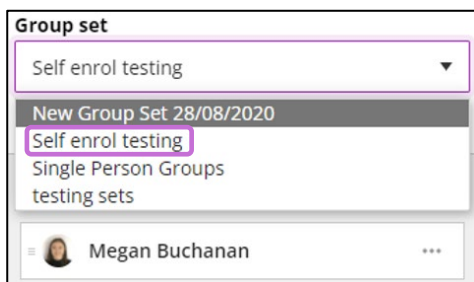 Group set
Self enrol testing
New Group Set 28/08/2020
Self enrol testing
Single Person Groups
testing sets
Megan Buchanan